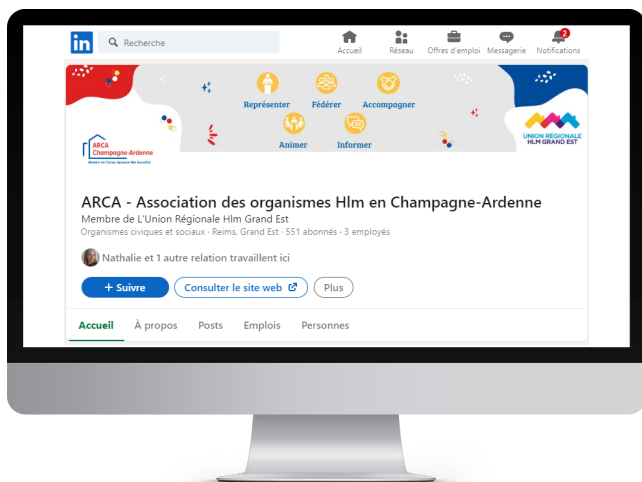 in
Recherche
Accueil
Réseau
Offres d'emploi
Messagerie
2
Notifications
Représenter
Fédérer
Accompagner
Animer
Informer
ARCA
Champagne-Ardenne
UNION RÉGIONALE
HLM GRAND EST
ARCA - Association des organismes Hlm en Champagne-Ardenne
Membre de L'Union Régionale Hlm Grand Est
Organismes civiques et sociaux · Reims, Grand Est · 551 abonnés · 3 employés
Nathalie et 1 autre relation travaillent ici
+ Suivre
Consulter le site web
Plus
Accueil
À propos
Posts
Emplois
Personnes